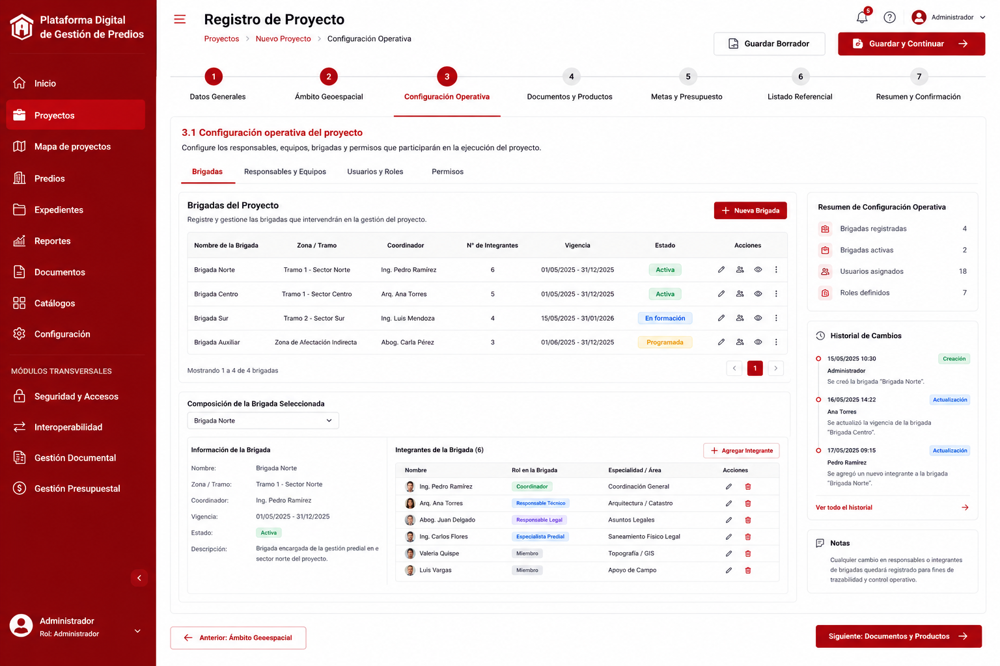 Plataforma Digital
de Gestión de Predios
Inicio
Proyectos
Mapa de proyectos
Predios
Expedientes
Reportes
Documentos
Catálogos
Configuración
MÓDULOS TRANSVERSALES
Seguridad y Accesos
Interoperabilidad
Gestión Documental
Gestión Presupuestal
Administrador
Rol: Administrador
Registro de Proyecto
Proyectos > Nuevo Proyecto > Configuración Operativa
5
?
Administrador
Guardar Borrador
Guardar y Continuar
1 Datos Generales
2 Ámbito Geoespacial
3 Configuración Operativa
4 Documentos y Productos
5 Metas y Presupuesto
6 Listado Referencial
7 Resumen y Confirmación
3.1 Configuración operativa del proyecto
Configure los responsables, equipos, brigadas y permisos que participarán en la ejecución del proyecto.
Brigadas Responsables y Equipos Usuarios y Roles Permisos
Brigadas del Proyecto
Registre y gestione las brigadas que intervendrán en la gestión del proyecto.
+ Nueva Brigada
Nombre de la Brigada Zona / Tramo Coordinador N° de Integrantes Vigencia Estado Acciones
Brigada Norte Tramo 1 - Sector Norte Ing. Pedro Ramírez 6 01/05/2025 - 31/12/2025 Activa
Brigada Centro Tramo 1 - Sector Centro Arq. Ana Torres 5 01/05/2025 - 31/12/2025 Activa
Brigada Sur Tramo 2 - Sector Sur Ing. Luis Mendoza 4 15/05/2025 - 31/01/2026 En formación
Brigada Auxiliar Zona de Afectación Indirecta Abog. Carla Pérez 3 01/06/2025 - 31/12/2025 Programada
Mostrando 1 a 4 de 4 brigadas
< 1 >
Composición de la Brigada Seleccionada
Brigada Norte
Información de la Brigada
Nombre: Brigada Norte
Zona / Tramo: Tramo 1 - Sector Norte
Coordinador: Ing. Pedro Ramírez
Vigencia: 01/05/2025 - 31/12/2025
Estado: Activa
Descripción: Brigada encargada de la gestión predial en e
sector norte del proyecto.
Integrantes de la Brigada (6)
+ Agregar Integrante
Nombre Rol en la Brigada Especialidad / Área Acciones
Ing. Pedro Ramírez Coordinador Coordinación General
Arq. Ana Torres Responsable Técnico Arquitectura / Catastro
Abog. Juan Delgado Responsable Legal Asuntos Legales
Ing. Carlos Flores Especialista Predial Saneamiento Físico Legal
Valeria Quispe Miembro Topografía / GIS
Luis Vargas Miembro Apoyo de Campo
Resumen de Configuración Operativa
Brigadas registradas 4
Brigadas activas 2
Usuarios asignados 18
Roles definidos 7
Historial de Cambios
15/05/2025 10:30 Creación
Administrador
Se creó la brigada "Brigada Norte".
16/05/2025 14:22 Actualización
Ana Torres
Se actualizó la vigencia de la brigada
"Brigada Centro".
17/05/2025 09:15 Actualización
Pedro Ramírez
Se agregó un nuevo integrante a la brigada
"Brigada Norte".
Ver todo el historial
Notas
Cualquier cambio en responsables o integrantes
de brigadas quedará registrado para fines de
trazabilidad y control operativo.
Anterior: Ámbito Geeespacial
Siguiente: Documentos y Productos